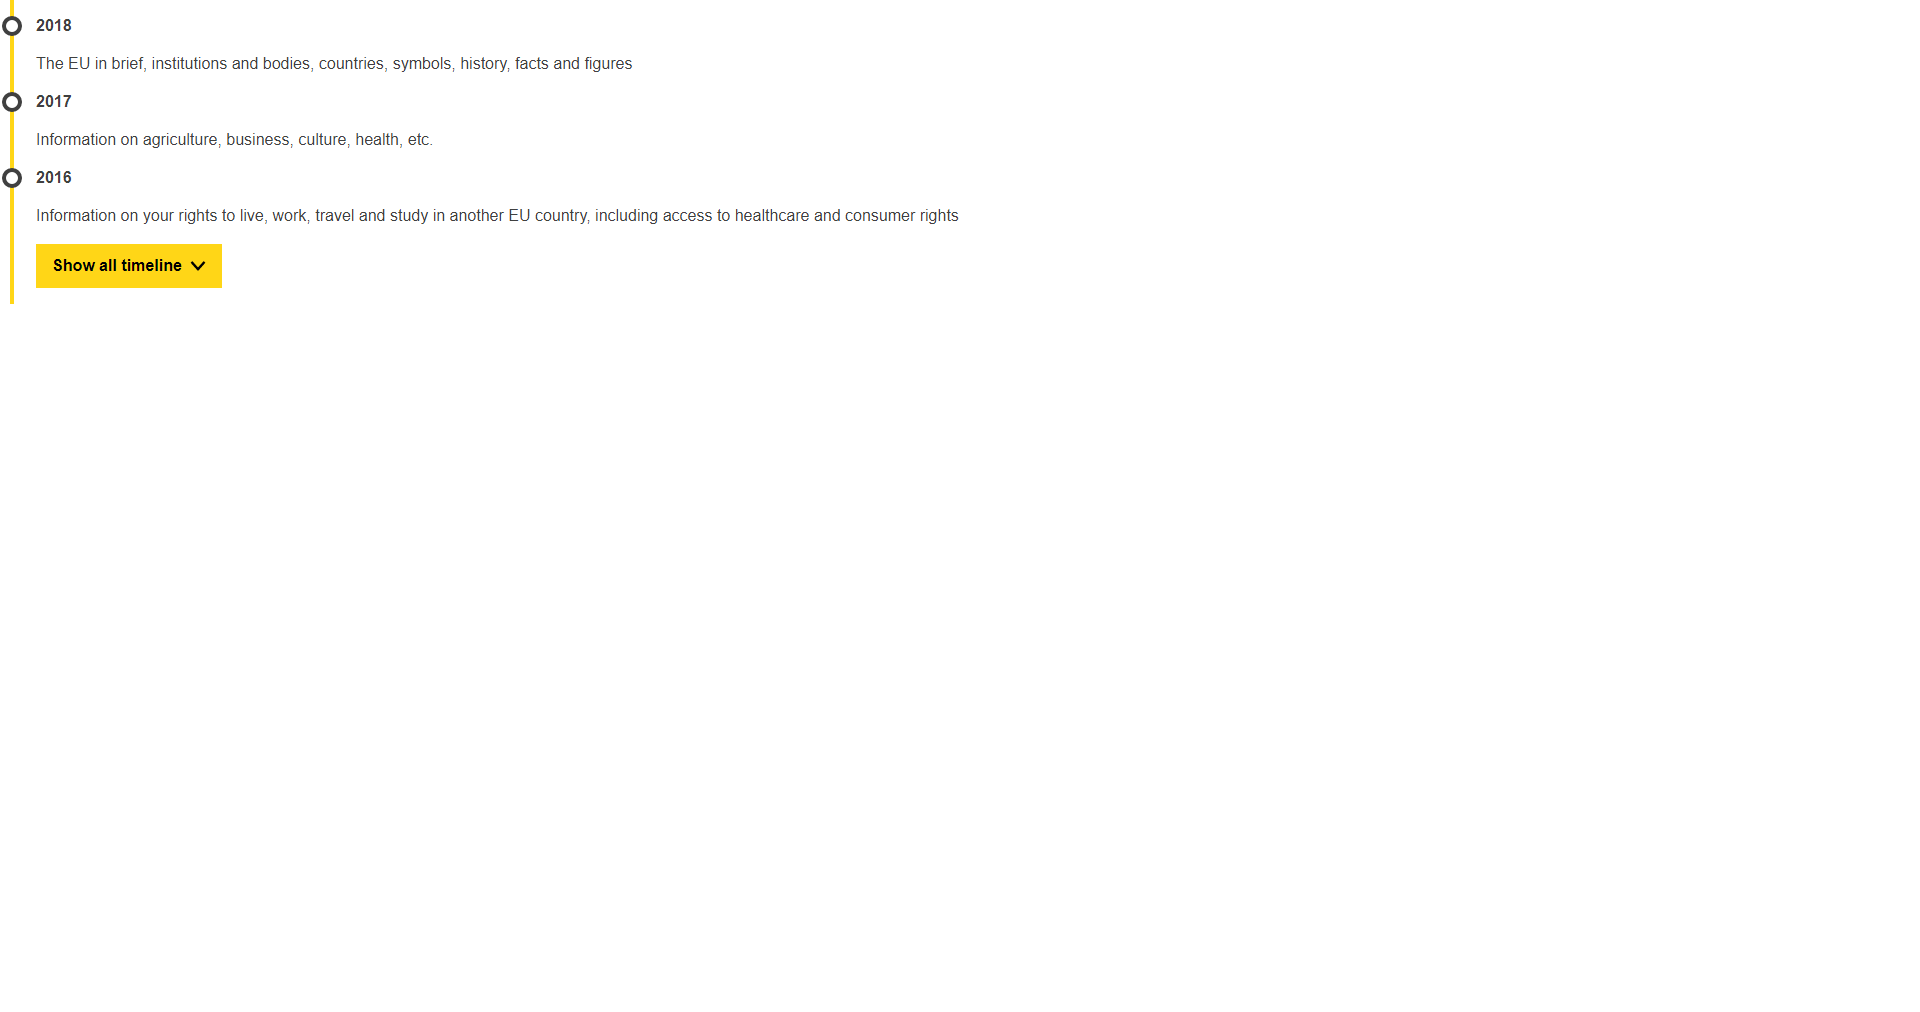 2018
The EU in brief, institutions and bodies, countries, symbols, history, facts and figures
2017
Information on agriculture, business, culture, health, etc.
2016
Information on your rights to live, work, travel and study in another EU country, including access to healthcare and consumer rights
Show all timeline